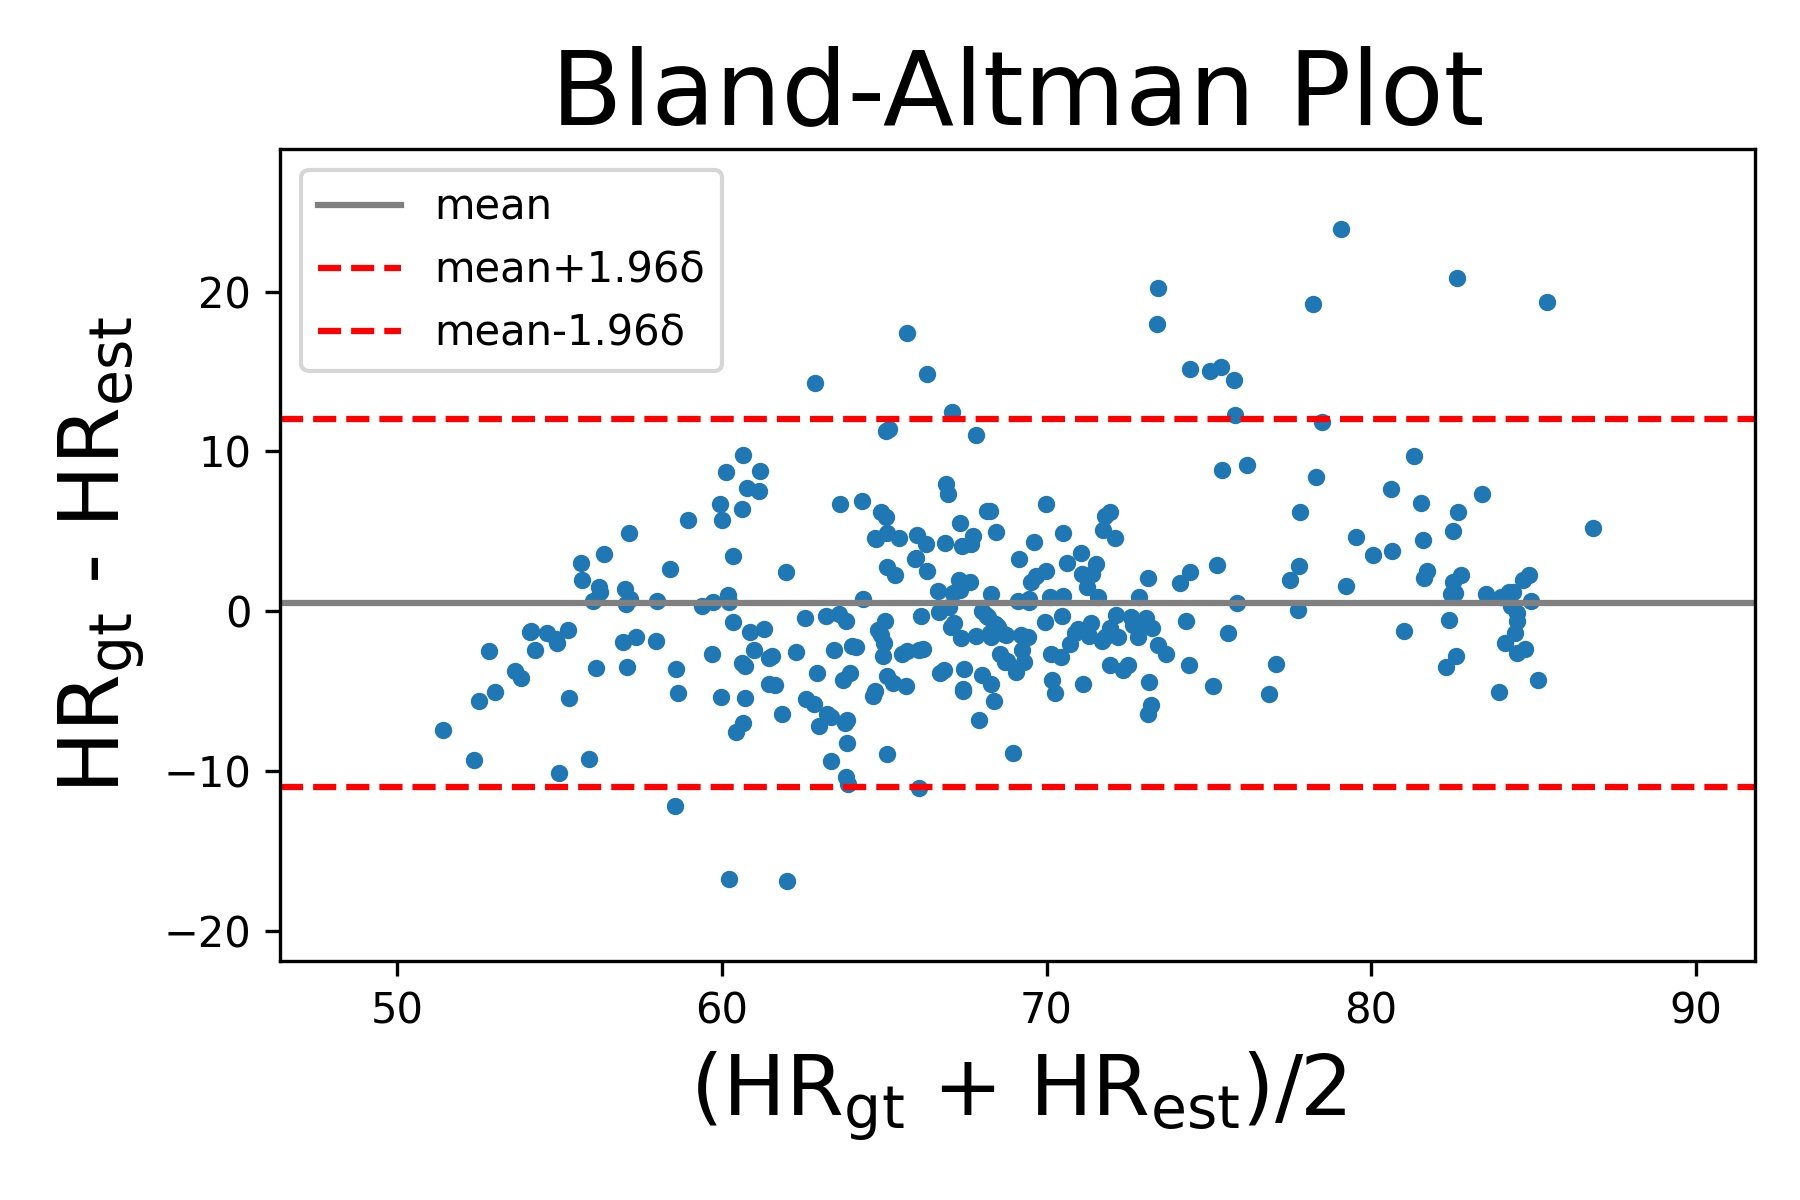 Bland-Altman Plot
mean
mean+1.96δ
mean-1.96δ
HRgt - HRest
20
10
0
−10
−20
50 60 70 80 90
(HRgt + HRest)/2